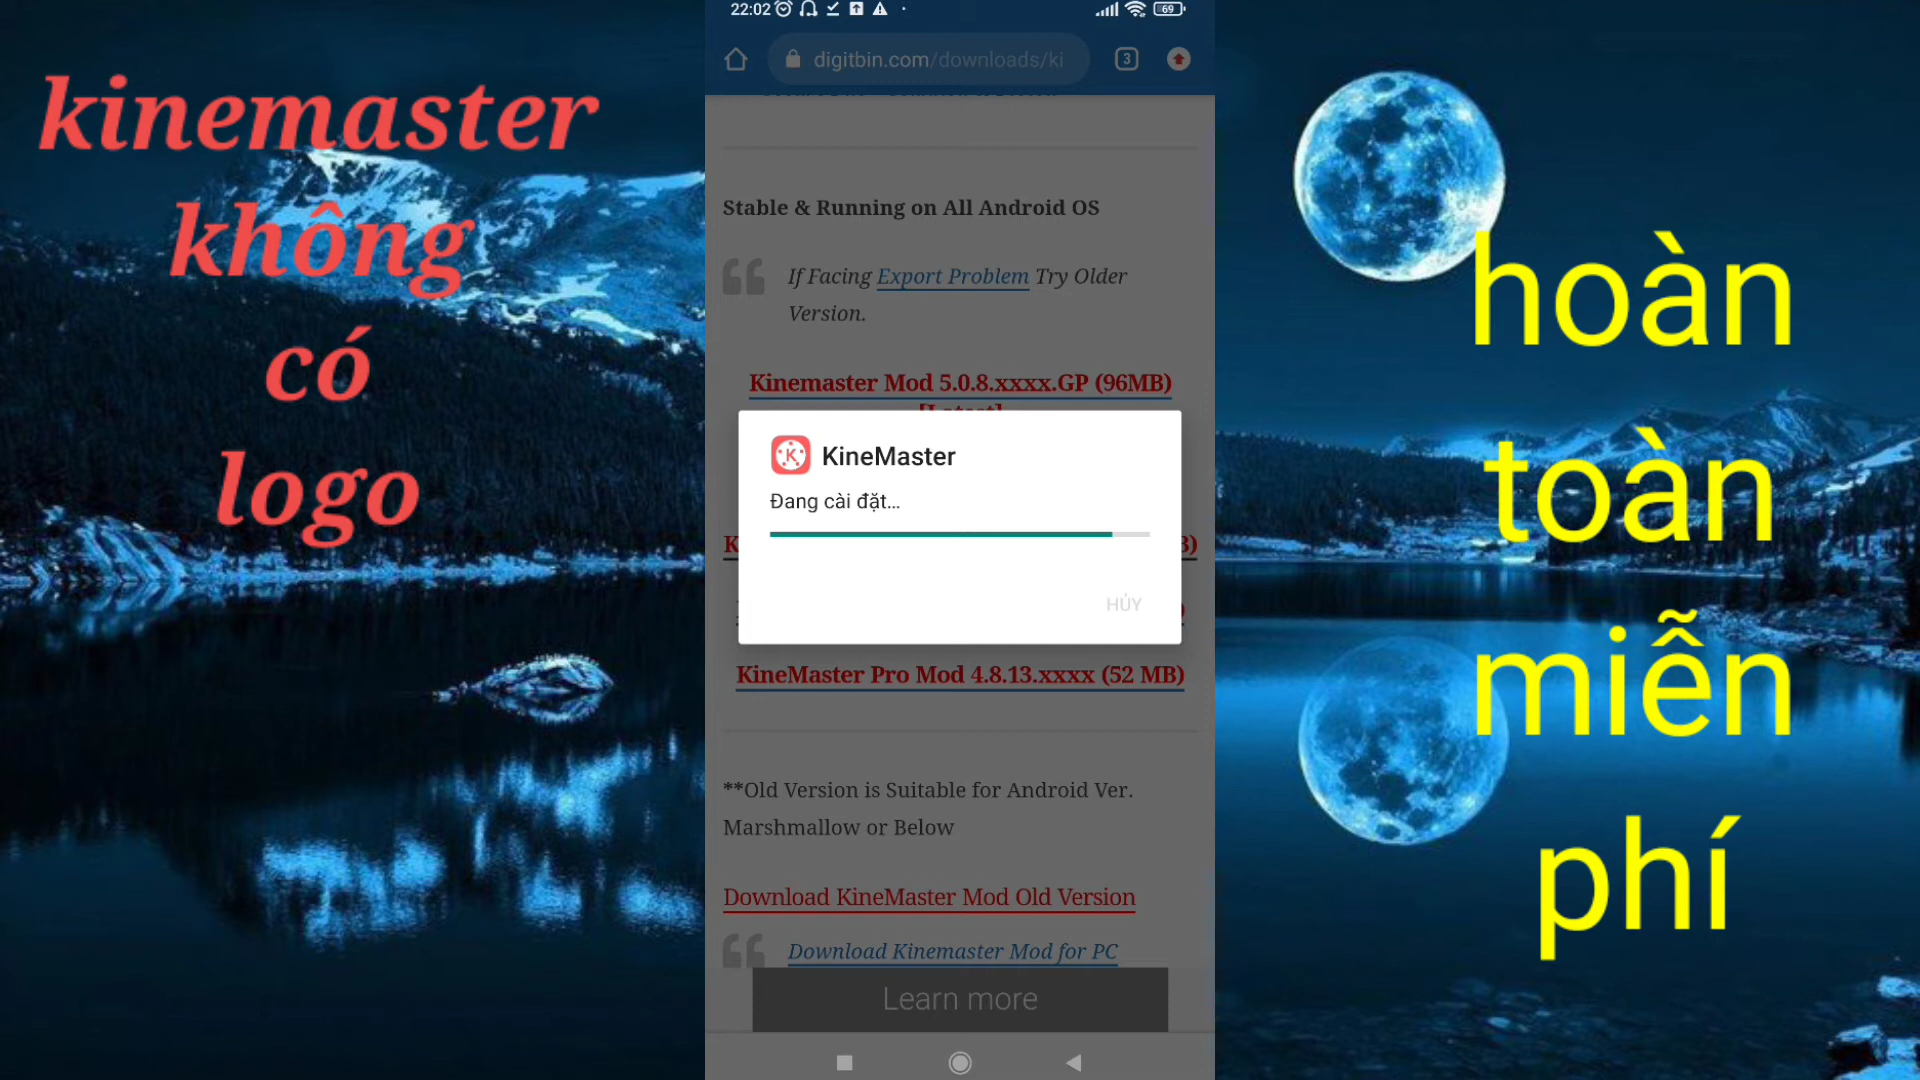 kinemaster
không
có
logo
22:02
69
digitbin.com/downloads/ki
3
Stable & Running on All Android OS
If Facing Export Problem Try Older
Version.
Kinemaster Mod 5.0.8.xxxx.GP (96MB)
KineMaster
Đang cài đặt...
HỦY
KineMaster Pro Mod 4.8.13.xxxx (52 MB)
**Old Version is Suitable for Android Ver.
Marshmallow or Below
Download KineMaster Mod Old Version
Download Kinemaster Mod for PC
Learn more
hoàn
toàn
miễn
phí